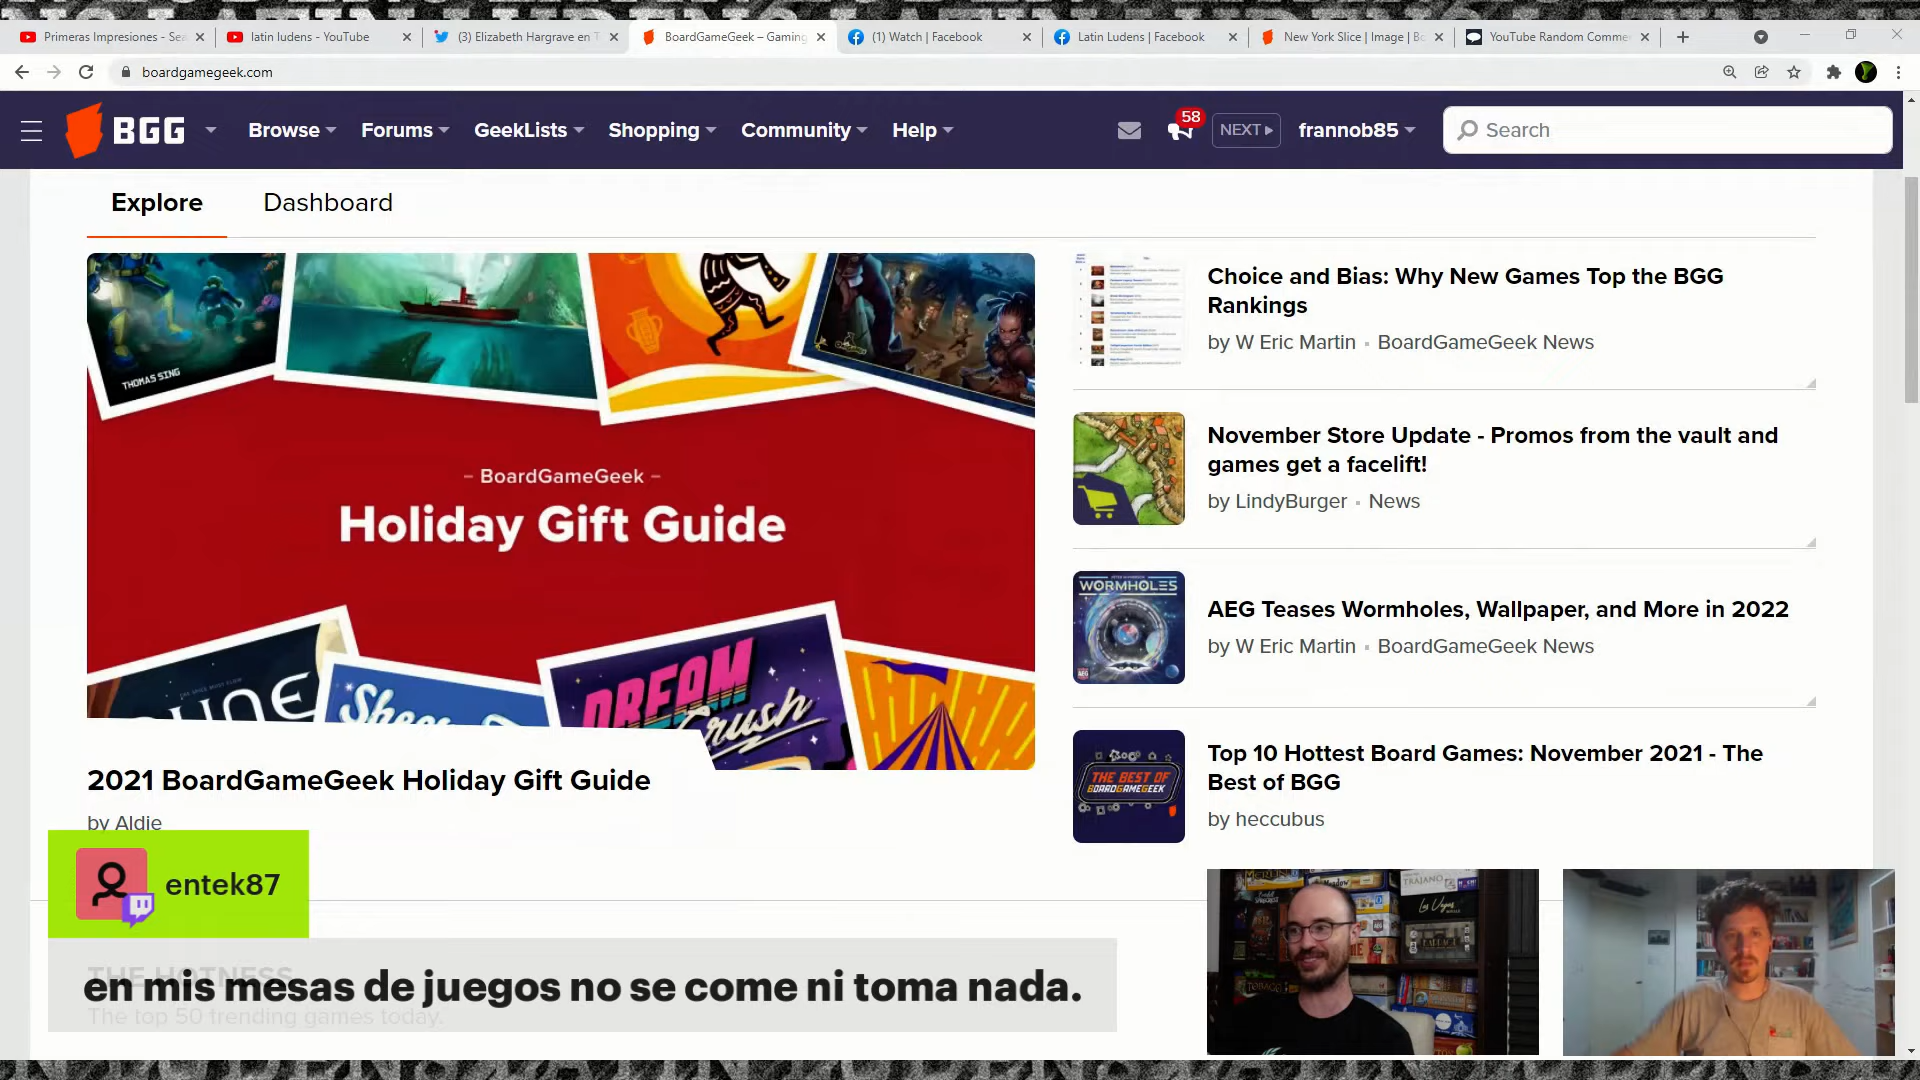 Primeras Impresiones - Sea
latin ludens - YouTube
(3) Elizabeth Hargrave en T
BoardGameGeek – Gaming
(1) Watch | Facebook
Latin Ludens | Facebook
New York Slice | Image | Bo
YouTube Random Comme
boardgamegeek.com
BGG
Browse
Forums
GeekLists
Shopping
Community
Help
58
NEXT
frannob85
Search
Explore
Dashboard
THOMAS SING
– BoardGameGeek –
Holiday Gift Guide
DUNE
DREAM
Crush
2021 BoardGameGeek Holiday Gift Guide
by Aldie
Choice and Bias: Why New Games Top the BGG
Rankings
by W Eric Martin ▪ BoardGameGeek News
November Store Update - Promos from the vault and
games get a facelift!
by LindyBurger ▪ News
WORMHOLES
AEG
AEG Teases Wormholes, Wallpaper, and More in 2022
by W Eric Martin ▪ BoardGameGeek News
THE BEST OF
BOARDGAMEGEEK
Top 10 Hottest Board Games: November 2021 - The
Best of BGG
by heccubus
entek87
THE HOTNESS
en mis mesas de juegos no se come ni toma nada.
The top 50 trending games today.
TRAJANO
Las Vegas